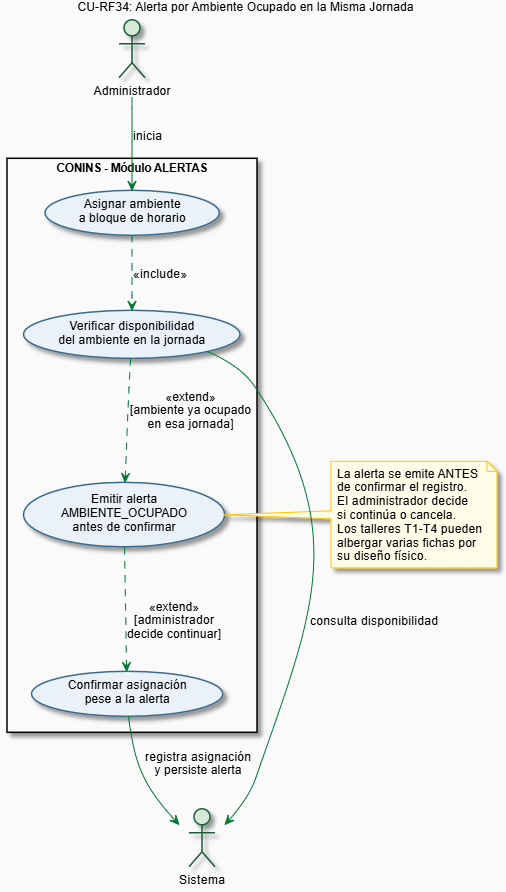 CU-RF34: Alerta por Ambiente Ocupado en la Misma Jornada
Administrador
inicia
CONINS - Módulo ALERTAS
Asignar ambiente
a bloque de horario
«include»
Verificar disponibilidad
del ambiente en la jornada
«extend»
[ambiente ya ocupado
en esa jornada]
Emitir alerta
AMBIENTE_OCUPADO
antes de confirmar
La alerta se emite ANTES
de confirmar el registro.
El administrador decide
si continúa o cancela.
Los talleres T1-T4 pueden
albergar varias fichas por
su diseño físico.
«extend»
[administrador
decide continuar]
consulta disponibilidad
Confirmar asignación
pese a la alerta
registra asignación
y persiste alerta
Sistema